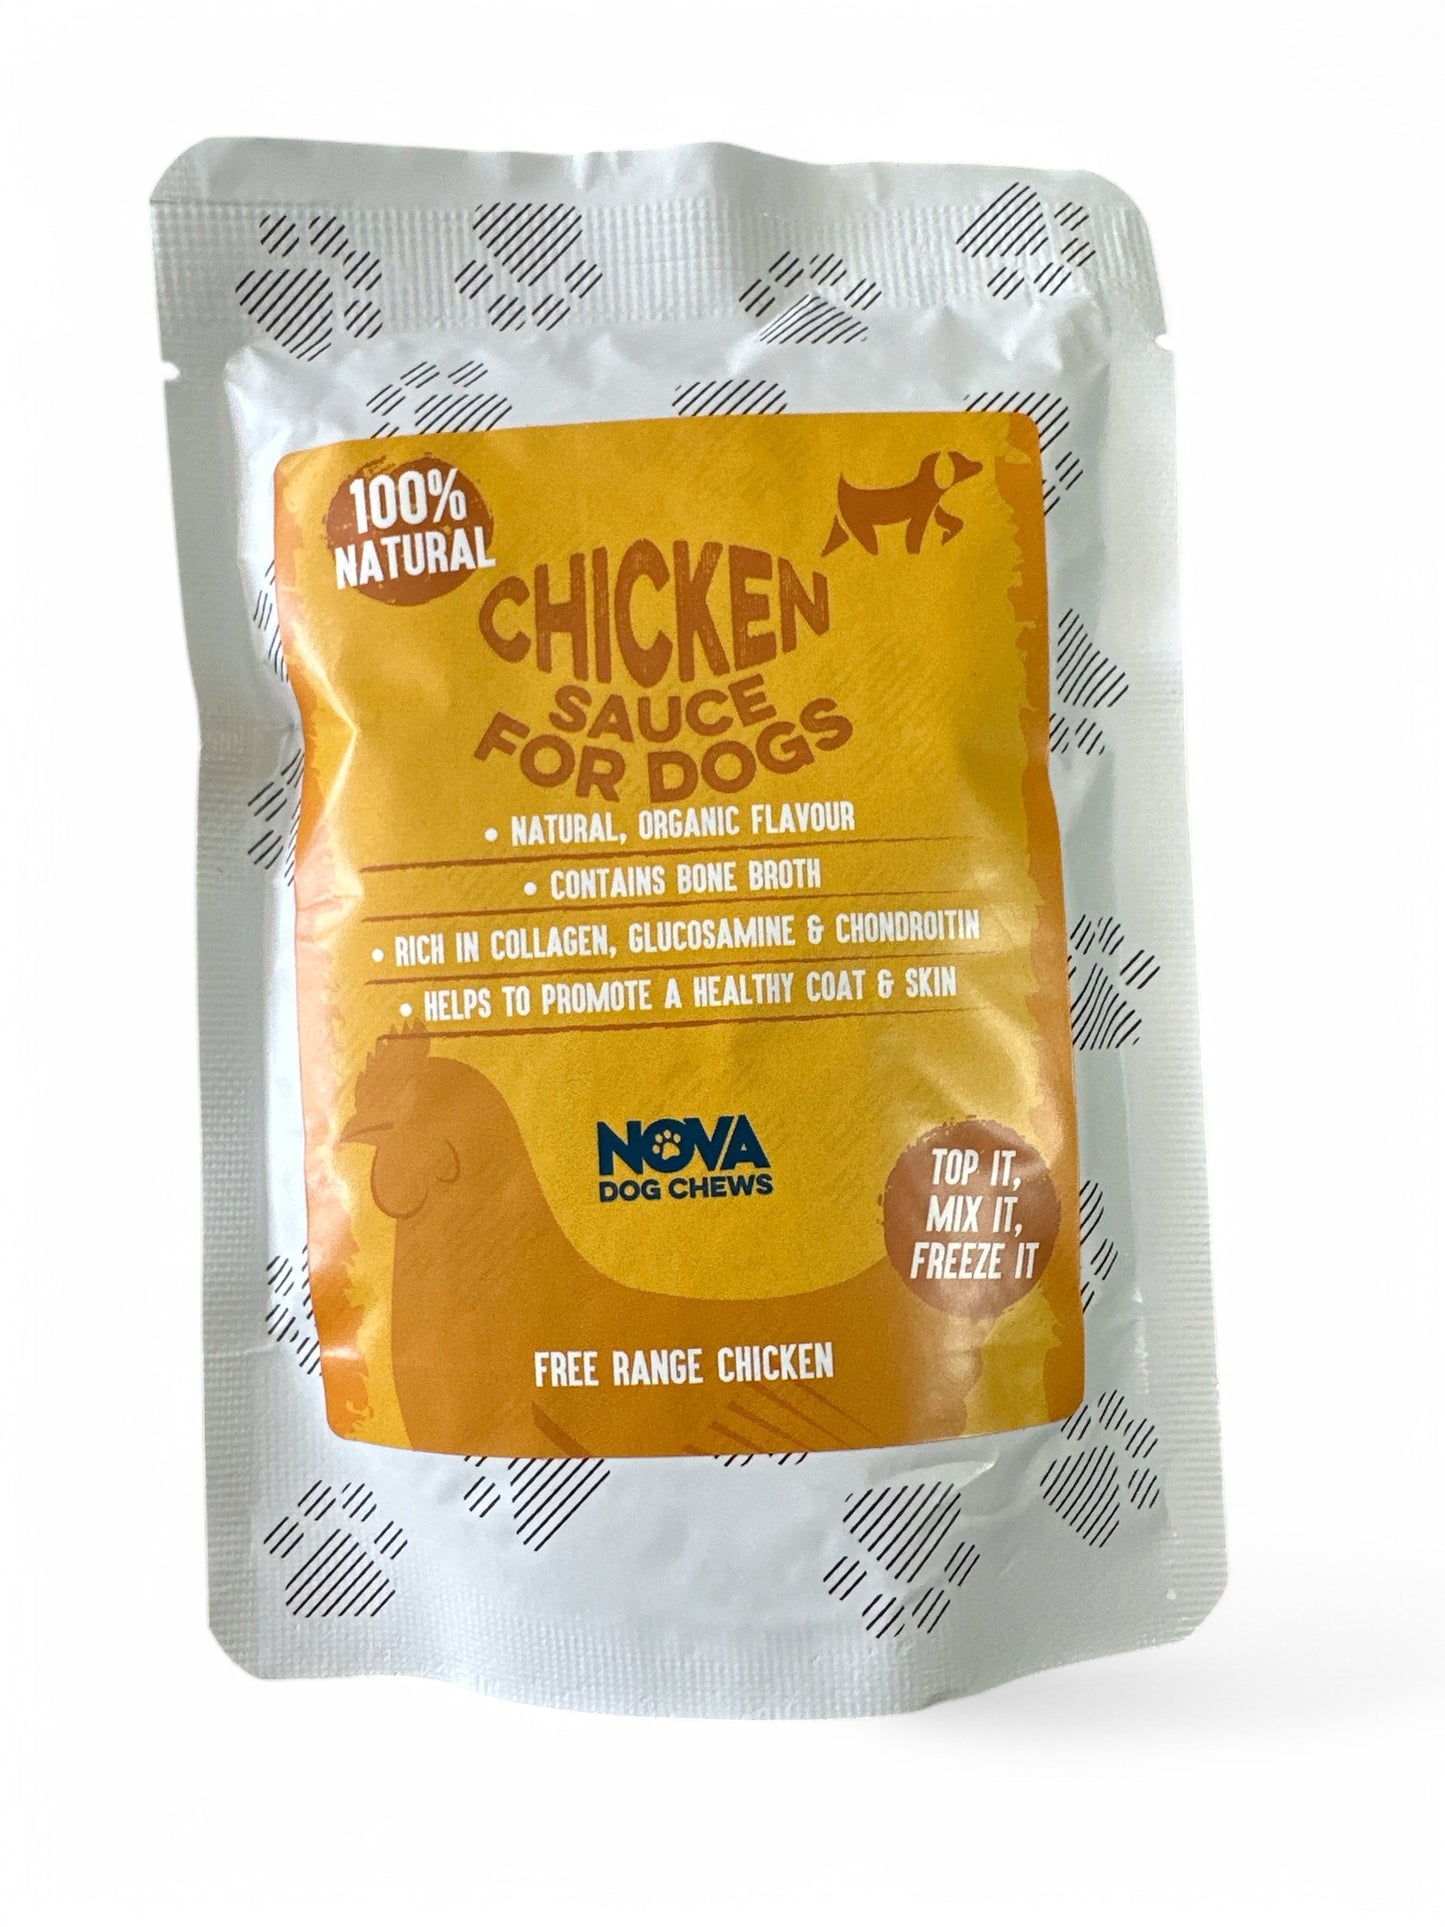 100%
NATURAL
CHICKEN
SAUCE
FOR DOGS
• NATURAL, ORGANIC FLAVOUR
• CONTAINS BONE BROTH
• RICH IN COLLAGEN, GLUCOSAMINE & CHONDROITIN
• HELPS TO PROMOTE A HEALTHY COAT & SKIN
NOVA
DOG CHEWS
TOP IT,
MIX IT,
FREEZE IT
FREE RANGE CHICKEN